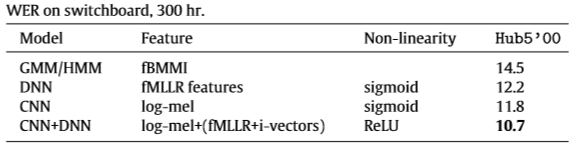 WER on switchboard, 300 hr.
Model Feature Non-linearity Hub5'00
GMM/HMM fBMMI 14.5
DNN fMLLR features sigmoid 12.2
CNN log-mel sigmoid 11.8
CNN+DNN log-mel+(fMLLR+i-vectors) ReLU 10.7